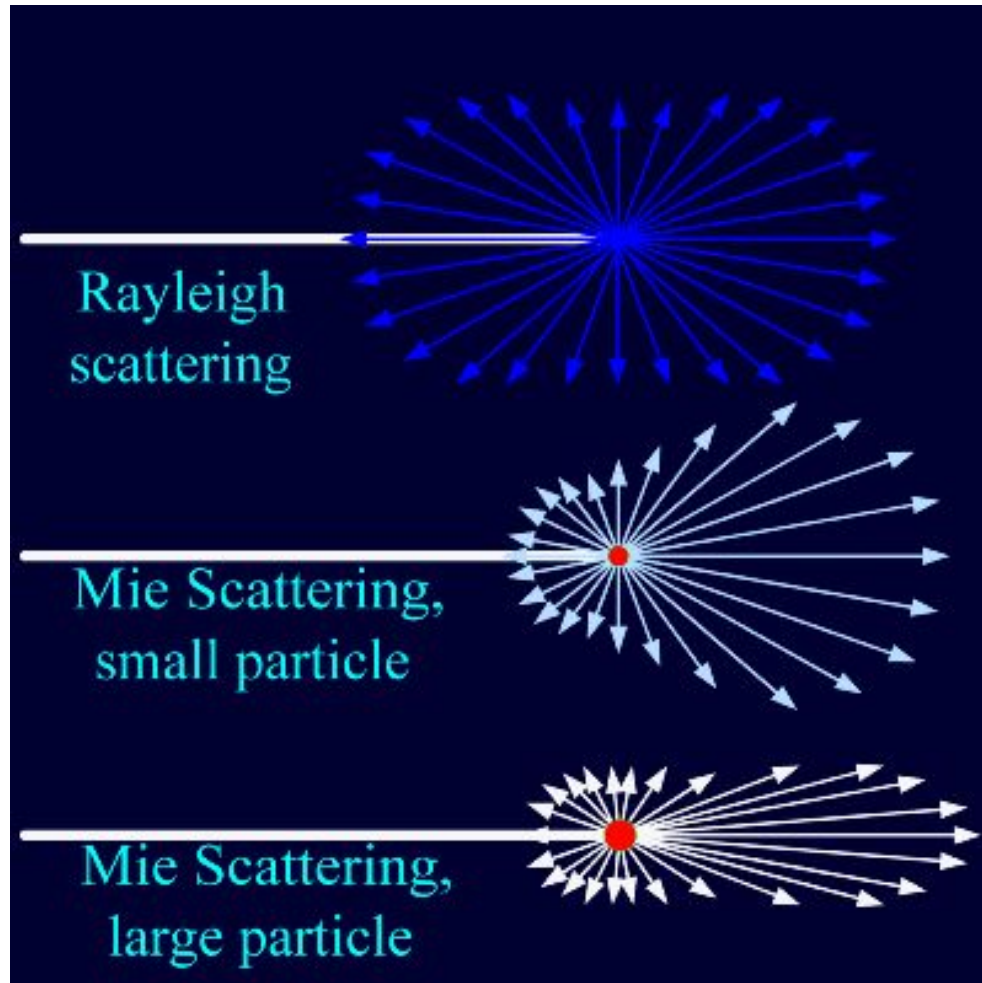 Rayleigh
scattering
Mie Scattering,
small particle
Mie Scattering,
large particle